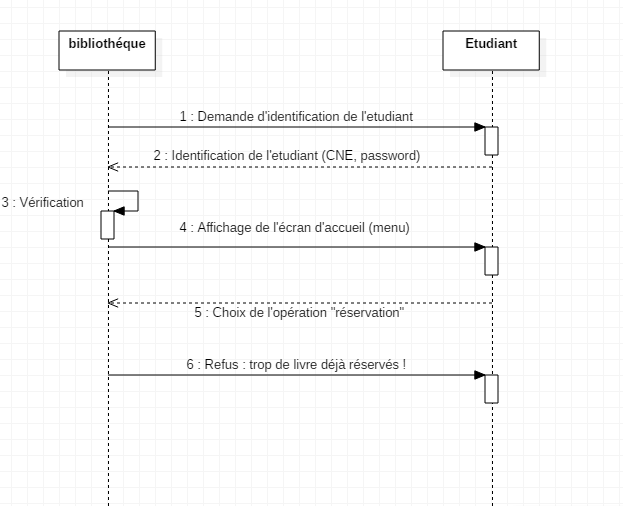 bibliothéque
Etudiant
1 : Demande d'identification de l'etudiant
2 : Identification de l'etudiant (CNE, password)
3 : Vérification
4 : Affichage de l'écran d'accueil (menu)
5 : Choix de l'opération "réservation"
6 : Refus : trop de livre déjà réservés !